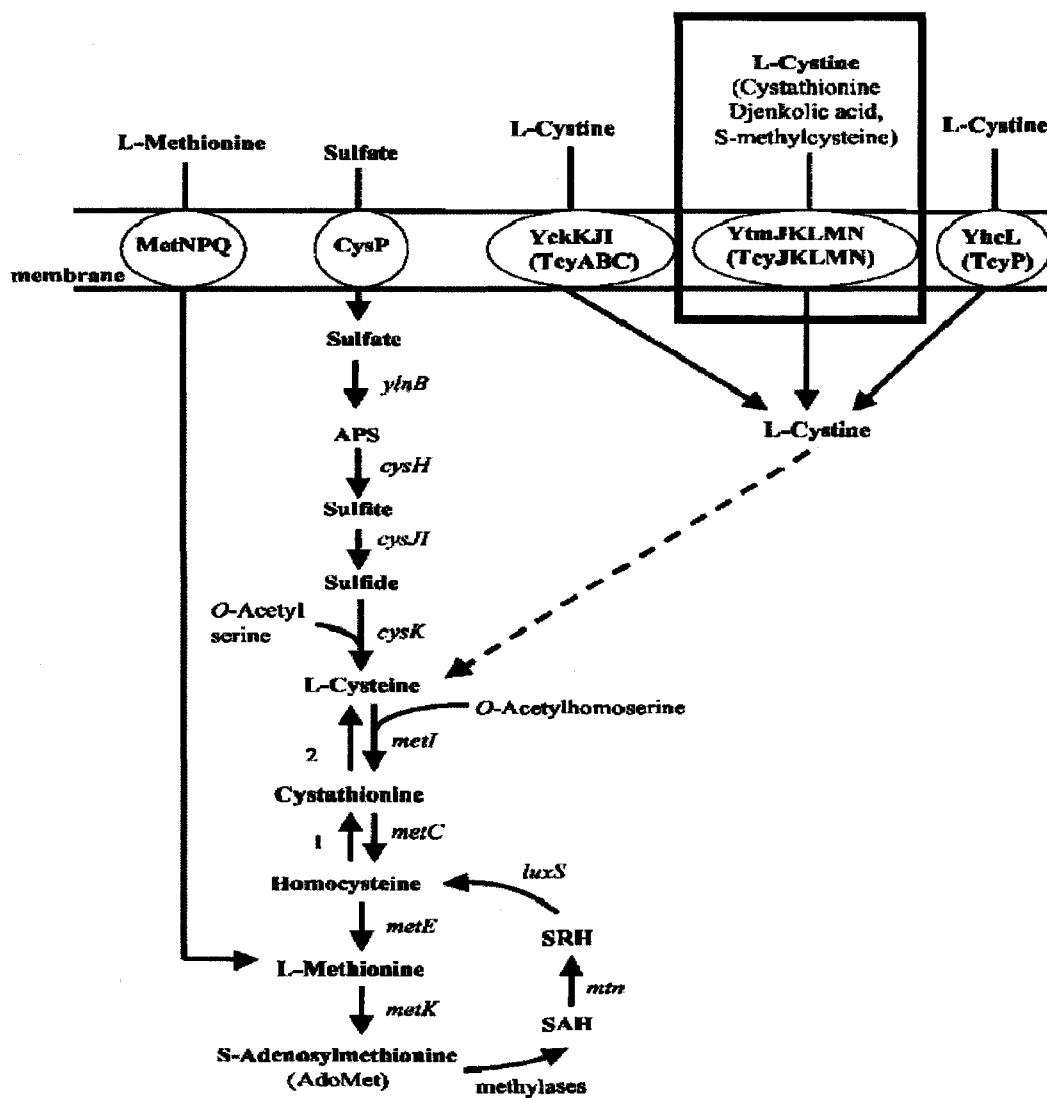 L-Cystine
(Cystathionine
Djenkolic acid,
S-methylcysteine)
L-Methionine
Sulfate
L-Cystine
L-Cystine
MetNPQ
CysP
YckKJI
(TcyABC)
YtmJKLMN
(TcyJKLMN)
YhcL
(TcyP)
membrane
Sulfate
ylnB
APS
L-Cystine
cysH
Sulfite
cysJI
Sulfide
O-Acetyl
serine
cysK
L-Cysteine
O-Acetylhomoserine
2
metI
Cystathionine
1
metC
Homocysteine
luxS
metE
SRH
L-Methionine
mtn
metK
SAH
S-Adenosylmethionine
(AdoMet)
methylases